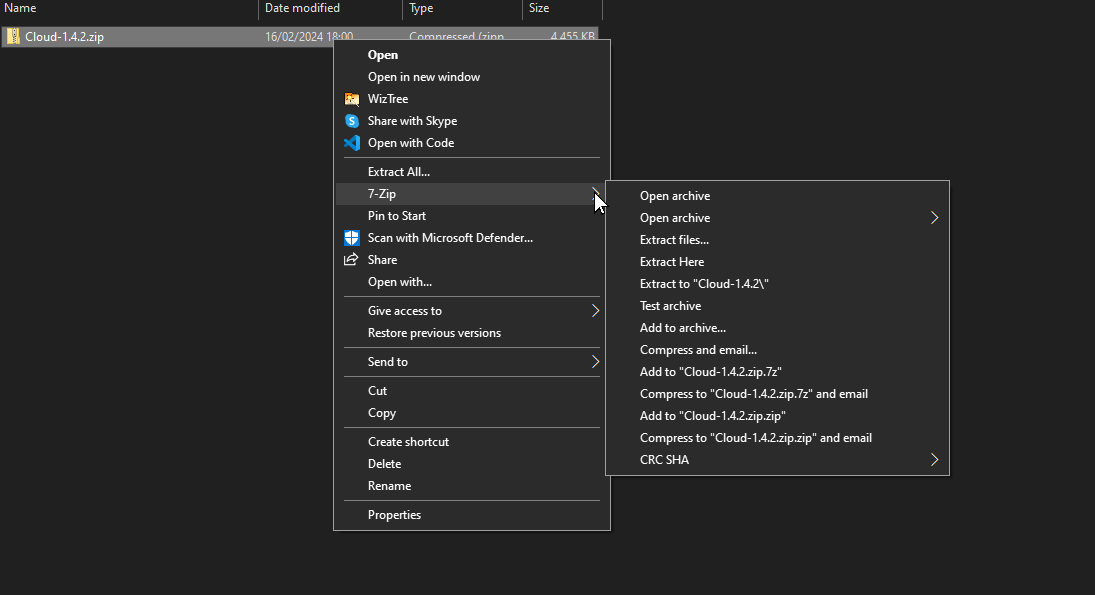 Name Date modified Type Size
Cloud-1.4.2.zip 16/02/2024 18:00 Compressed (zipp... 4,455 KB
Open
Open in new window
WizTree
Share with Skype
Open with Code
Extract All...
7-Zip
Pin to Start
Scan with Microsoft Defender...
Share
Open with...
Give access to
Restore previous versions
Send to
Cut
Copy
Create shortcut
Delete
Rename
Properties
Open archive
Open archive
Extract files...
Extract Here
Extract to "Cloud-1.4.2\"
Test archive
Add to archive...
Compress and email...
Add to "Cloud-1.4.2.zip.7z"
Compress to "Cloud-1.4.2.zip.7z" and email
Add to "Cloud-1.4.2.zip.zip"
Compress to "Cloud-1.4.2.zip.zip" and email
CRC SHA